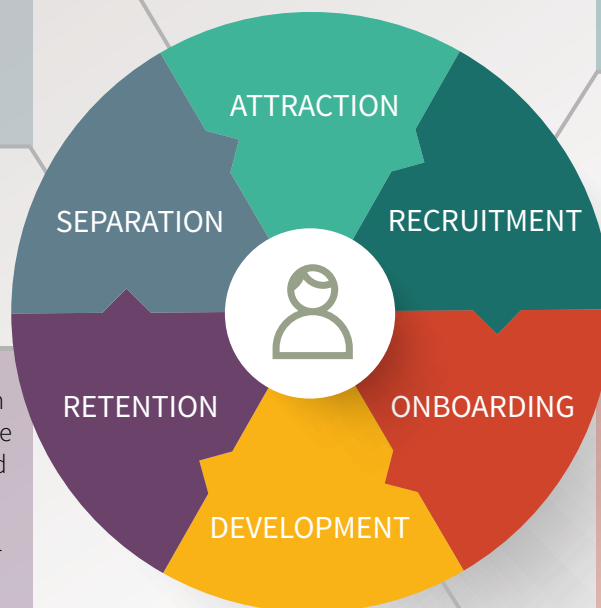 ATTRACTION
RECRUITMENT
ONBOARDING
DEVELOPMENT
RETENTION
SEPARATION